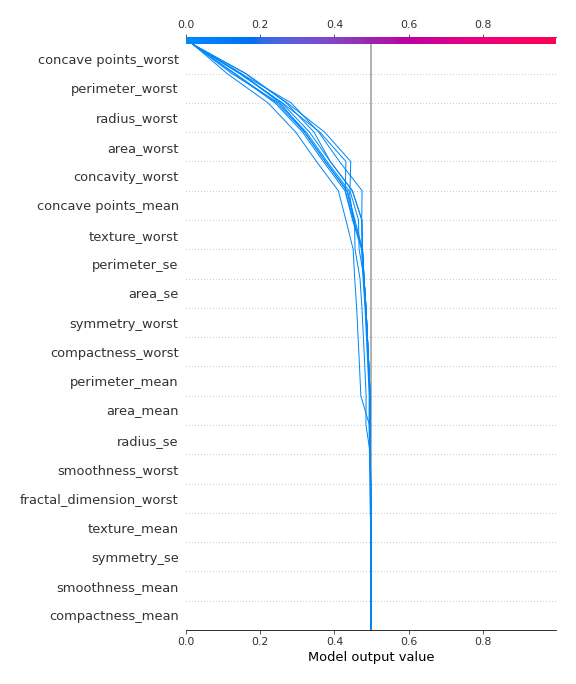 0.0 0.2 0.4 0.6 0.8
concave points_worst
perimeter_worst
radius_worst
area_worst
concavity_worst
concave points_mean
texture_worst
perimeter_se
area_se
symmetry_worst
compactness_worst
perimeter_mean
area_mean
radius_se
smoothness_worst
fractal_dimension_worst
texture_mean
symmetry_se
smoothness_mean
compactness_mean
0.0 0.2 0.4 0.6 0.8
Model output value